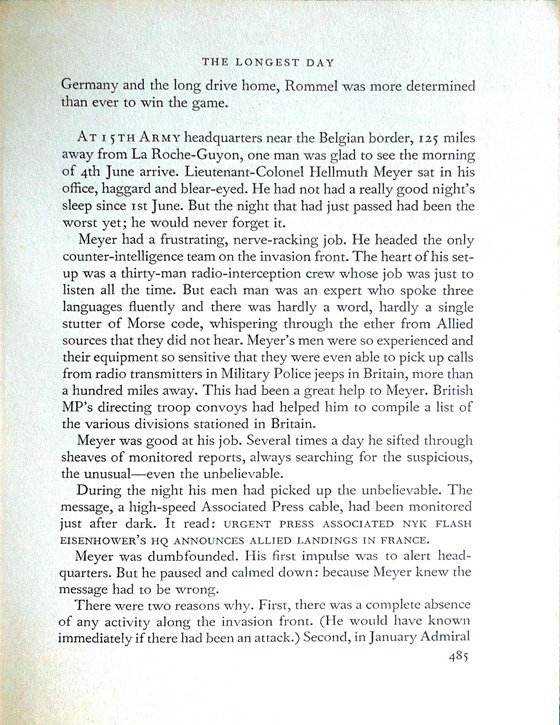 THE LONGEST DAY
Germany and the long drive home, Rommel was more determined
than ever to win the game.
AT 15TH ARMY headquarters near the Belgian border, 125 miles
away from La Roche-Guyon, one man was glad to see the morning
of 4th June arrive. Lieutenant-Colonel Hellmuth Meyer sat in his
office, haggard and blear-eyed. He had not had a really good night's
sleep since 1st June. But the night that had just passed had been the
worst yet; he would never forget it.
Meyer had a frustrating, nerve-racking job. He headed the only
counter-intelligence team on the invasion front. The heart of his set-
up was a thirty-man radio-interception crew whose job was just to
listen all the time. But each man was an expert who spoke three
languages fluently and there was hardly a word, hardly a single
stutter of Morse code, whispering through the ether from Allied
sources that they did not hear. Meyer's men were so experienced and
their equipment so sensitive that they were even able to pick up calls
from radio transmitters in Military Police jeeps in Britain, more than
a hundred miles away. This had been a great help to Meyer. British
MP's directing troop convoys had helped him to compile a list of
the various divisions stationed in Britain.
Meyer was good at his job. Several times a day he sifted through
sheaves of monitored reports, always searching for the suspicious,
the unusual—even the unbelievable.
During the night his men had picked up the unbelievable. The
message, a high-speed Associated Press cable, had been monitored
just after dark. It read: URGENT PRESS ASSOCIATED NYK FLASH
EISENHOWER'S HQ ANNOUNCES ALLIED LANDINGS IN FRANCE.
Meyer was dumbfounded. His first impulse was to alert head-
quarters. But he paused and calmed down: because Meyer knew the
message had to be wrong.
There were two reasons why. First, there was a complete absence
of any activity along the invasion front. (He would have known
immediately if there had been an attack.) Second, in January Admiral
485